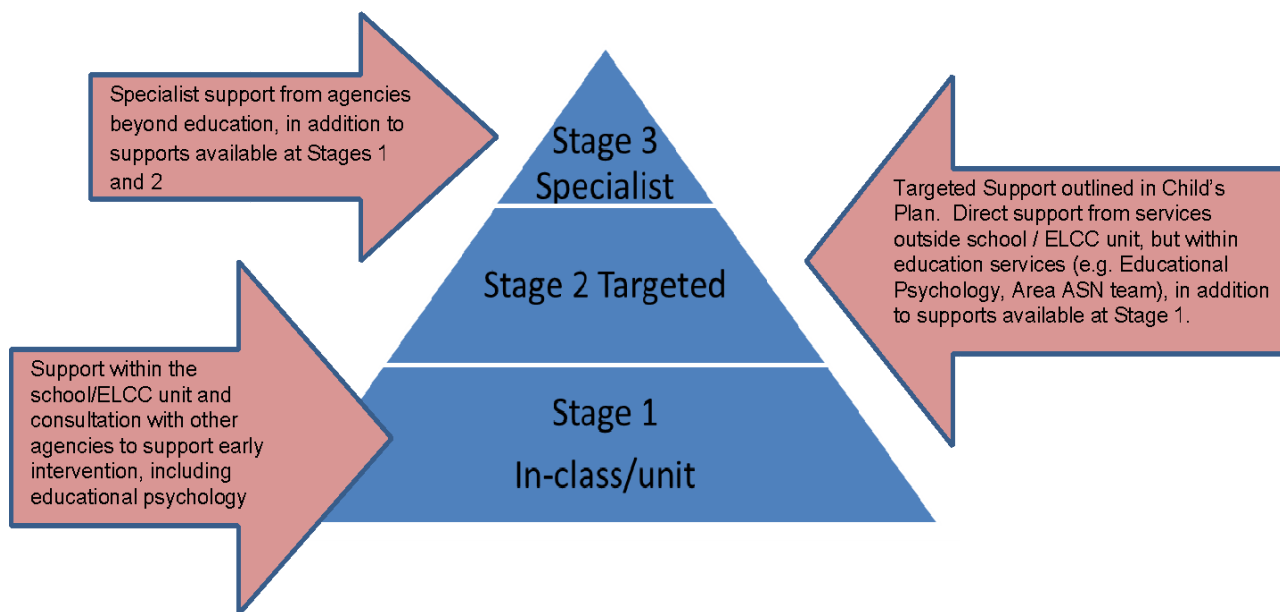 Specialist support from agencies
beyond education, in addition to
supports available at Stages 1
and 2
Stage 3
Specialist
Targeted Support outlined in Child's
Plan.  Direct support from services
outside school / ELCC unit, but within
education services (e.g. Educational
Psychology, Area ASN team), in addition
to supports available at Stage 1.
Stage 2 Targeted
Support within the
school/ELCC unit and
consultation with other
agencies to support early
intervention, including
educational psychology
Stage 1
In-class/unit